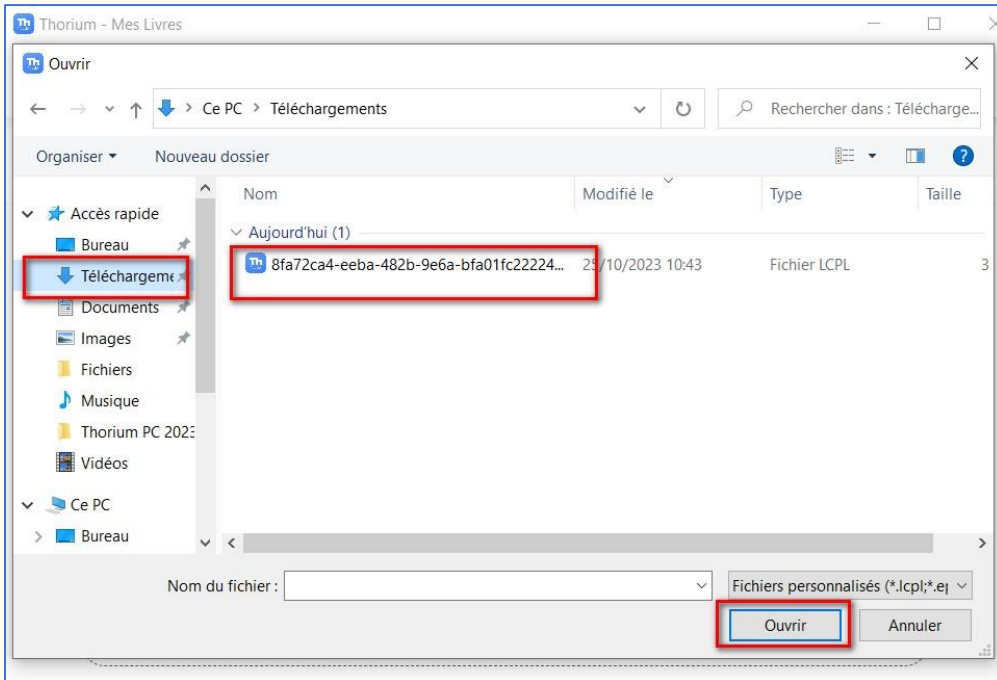 Thorium - Mes Livres
Ouvrir
Ce PC > Téléchargements
Rechercher dans : Télécharge...
Organiser
Nouveau dossier
Nom
Modifié le
Type
Taille
Accès rapide
Aujourd'hui (1)
Bureau
8fa72ca4-eeba-482b-9e6a-bfa01fc22224... 25/10/2023 10:43 Fichier LCPL 3
Téléchargeme
Documents
Images
Fichiers
Musique
Thorium PC 2023
Vidéos
Ce PC
Bureau
Nom du fichier :
Fichiers personnalisés (*.lcpl;*.ep
Ouvrir
Annuler